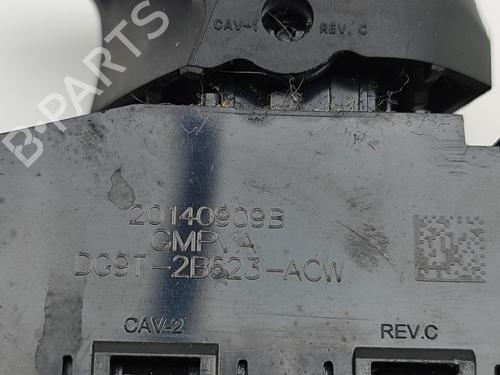 CAV-1 REV. C
B-PARTS
20140909B
GMPVA
DG9T-2B623-ACW
CAV-2 REV.C